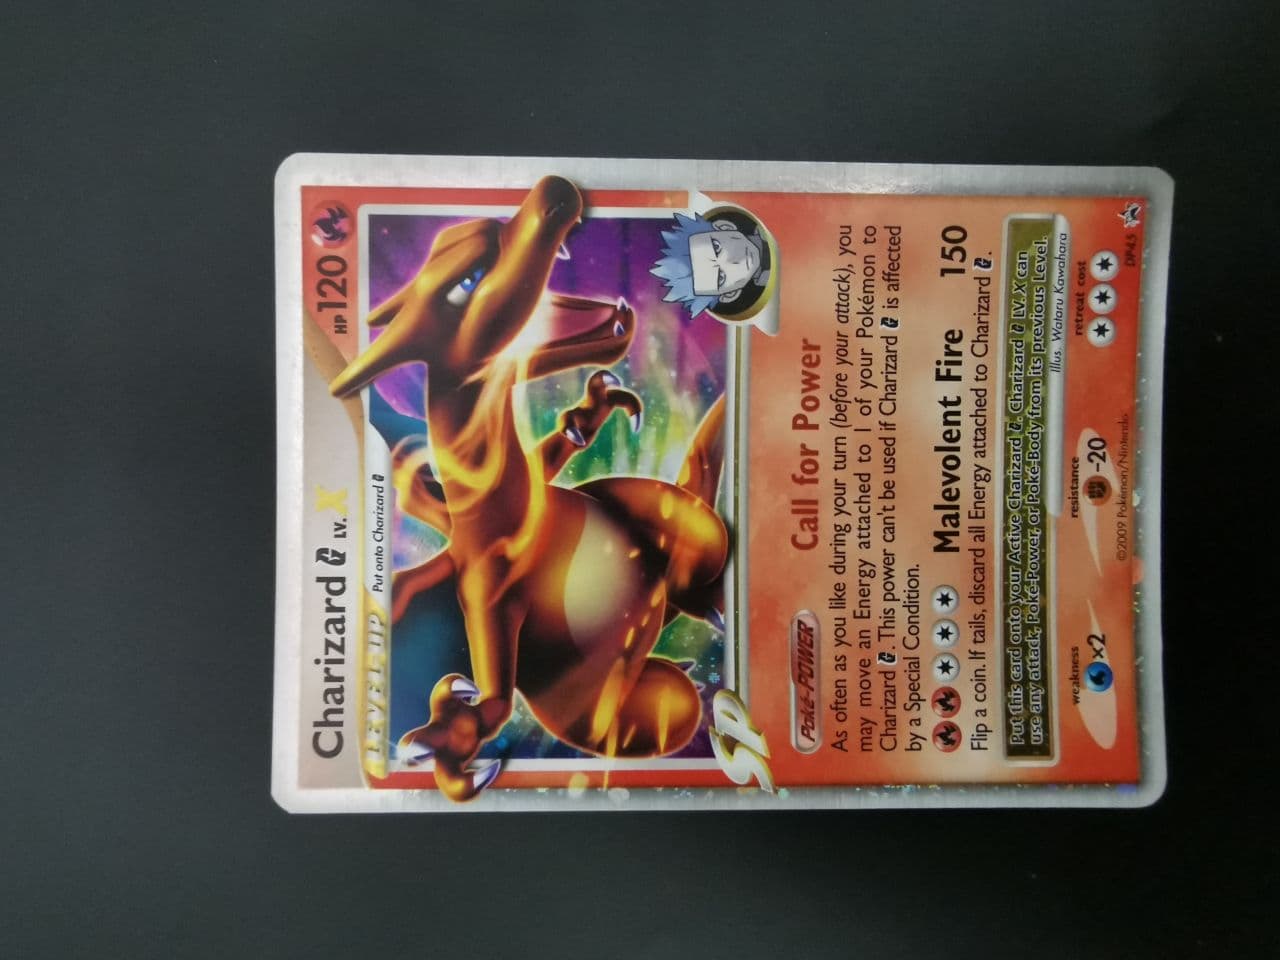 Charizard G LV.X HP 120
LEVEL-UP Put onto Charizard G
SP
Poké-POWER Call for Power
As often as you like during your turn (before your attack), you
may move an Energy attached to 1 of your Pokémon to
Charizard G. This power can't be used if Charizard G is affected
by a Special Condition.
Malevolent Fire 150
Flip a coin. If tails, discard all Energy attached to Charizard G.
Put this card onto your Active Charizard G. Charizard G LV.X can
use any attack, Poké-Power, or Poké-Body from its previous Level.
Illus. Wataru Kawahara
weakness resistance retreat cost
×2 -20
©2009 Pokémon/Nintendo DP45